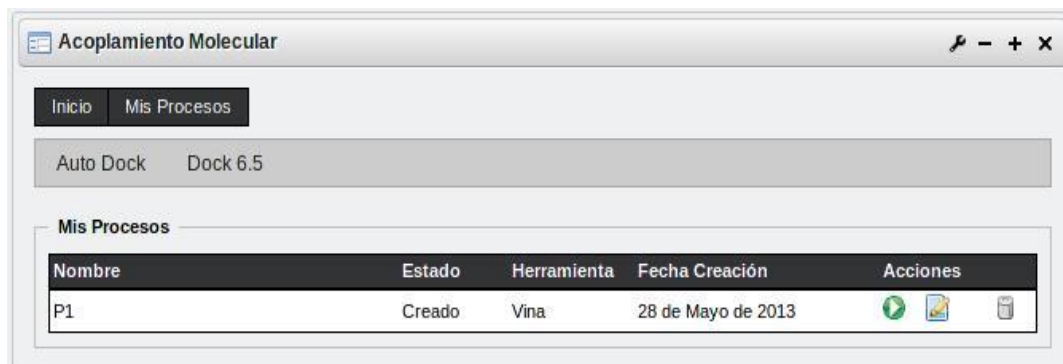 Acoplamiento Molecular
Inicio Mis Procesos
Auto Dock Dock 6.5
Mis Procesos
Nombre Estado Herramienta Fecha Creación Acciones
P1 Creado Vina 28 de Mayo de 2013